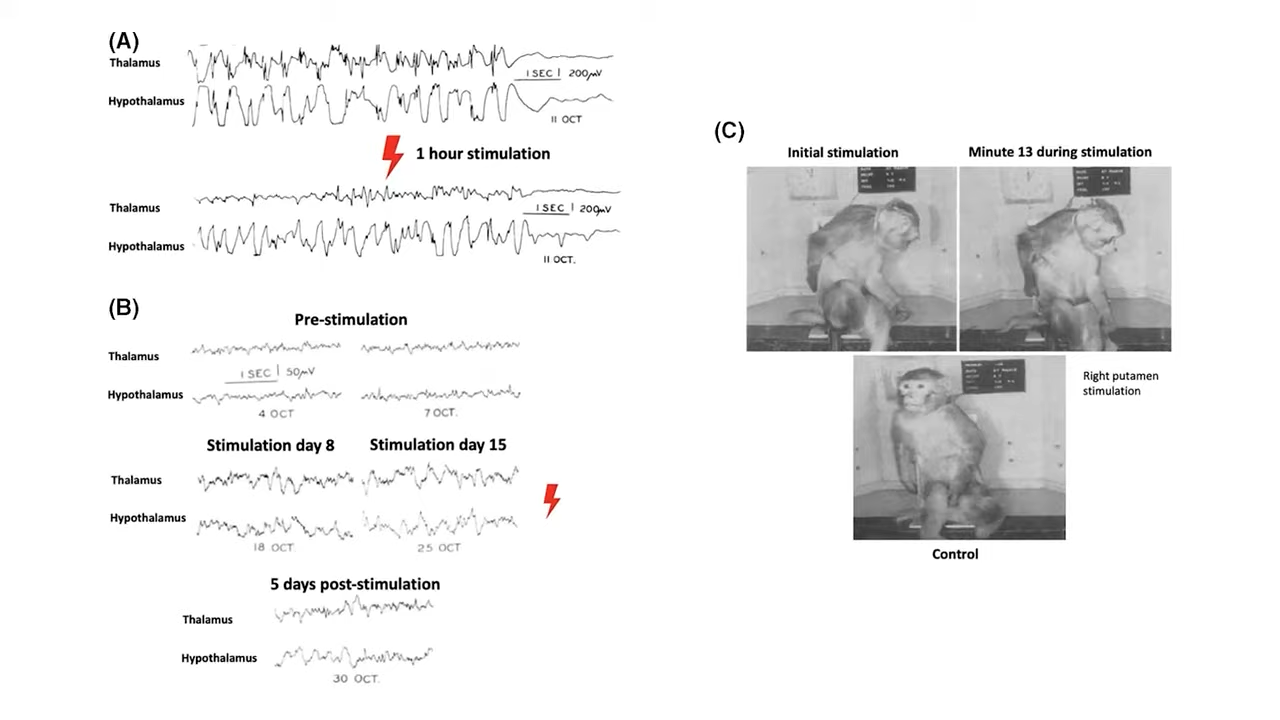 (A)
Thalamus
1 SEC 200μV
Hypothalamus
11 OCT
1 hour stimulation
Thalamus
1 SEC 200μV
Hypothalamus
11 OCT.
(B)
Pre-stimulation
Thalamus
1 SEC 50μV
Hypothalamus
4 OCT 7 OCT.
Stimulation day 8 Stimulation day 15
Thalamus
Hypothalamus
18 OCT. 25 OCT
5 days post-stimulation
Thalamus
Hypothalamus
30 OCT.
(C)
Initial stimulation Minute 13 during stimulation
Right putamen
stimulation
Control